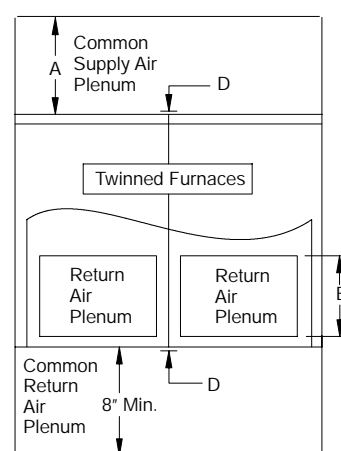 Common
Supply Air
Plenum
A
D
Twinned Furnaces
Return
Air
Plenum
Return
Air
Plenum
Common
Return
Air
Plenum
8" Min.
D